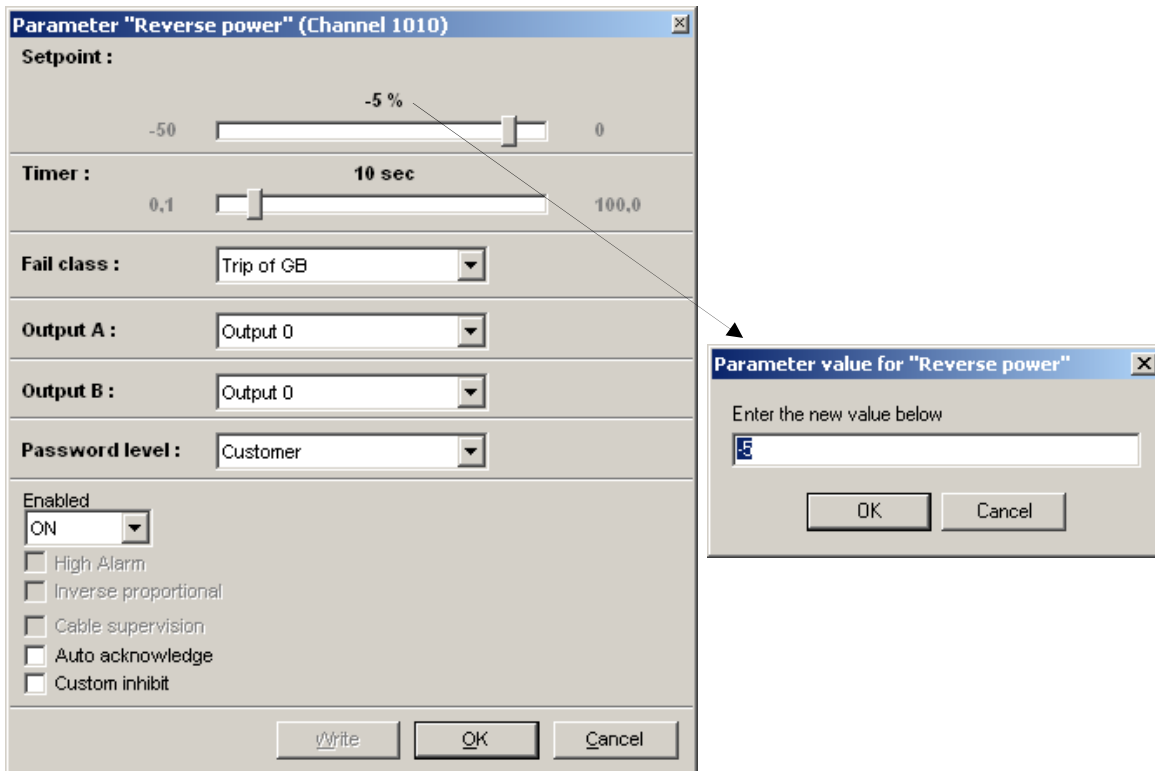 Parameter "Reverse power" (Channel 1010)
Setpoint :
-5 %
-50 0
Timer : 10 sec
0,1 100,0
Fail class : Trip of GB
Output A : Output 0
Output B : Output 0
Password level : Customer
Enabled
ON
High Alarm
Inverse proportional
Cable supervision
Auto acknowledge
Custom inhibit
Write OK Cancel
Parameter value for "Reverse power"
Enter the new value below
-5
OK Cancel